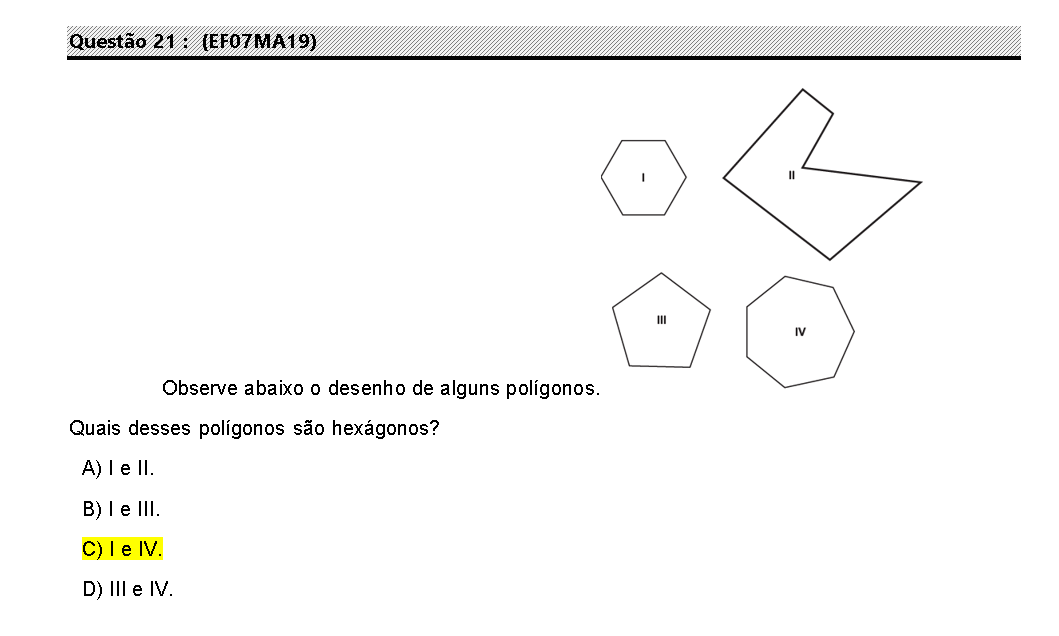 Questão 21 : (EF07MA19)
I
II
III
IV
Observe abaixo o desenho de alguns polígonos.
Quais desses polígonos são hexágonos?
A) I e II.
B) I e III.
C) I e IV.
D) III e IV.